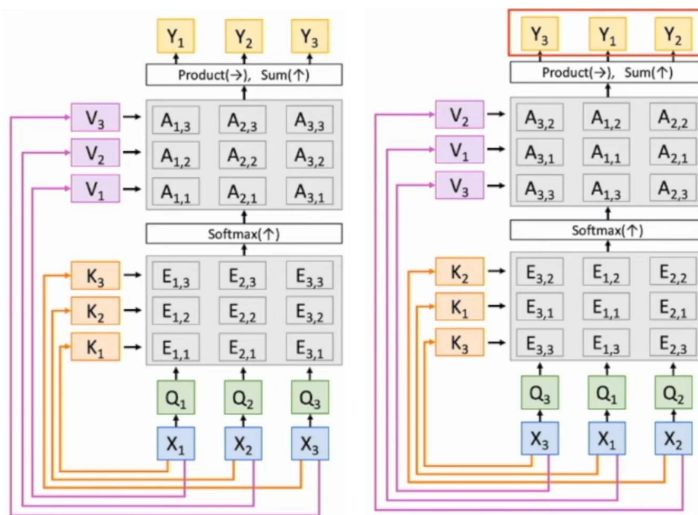 Y₁ Y₂ Y₃
Product(→), Sum(↑)
V₃ A₁,₃ A₂,₃ A₃,₃
V₂ A₁,₂ A₂,₂ A₃,₂
V₁ A₁,₁ A₂,₁ A₃,₁
Softmax(↑)
K₃ E₁,₃ E₂,₃ E₃,₃
K₂ E₁,₂ E₂,₂ E₃,₂
K₁ E₁,₁ E₂,₁ E₃,₁
Q₁ Q₂ Q₃
X₁ X₂ X₃
Y₃ Y₁ Y₂
Product(→), Sum(↑)
V₂ A₃,₂ A₁,₂ A₂,₂
V₁ A₃,₁ A₁,₁ A₂,₁
V₃ A₃,₃ A₁,₃ A₂,₃
Softmax(↑)
K₂ E₃,₂ E₁,₂ E₂,₂
K₁ E₃,₁ E₁,₁ E₂,₁
K₃ E₃,₃ E₁,₃ E₂,₃
Q₃ Q₁ Q₂
X₃ X₁ X₂